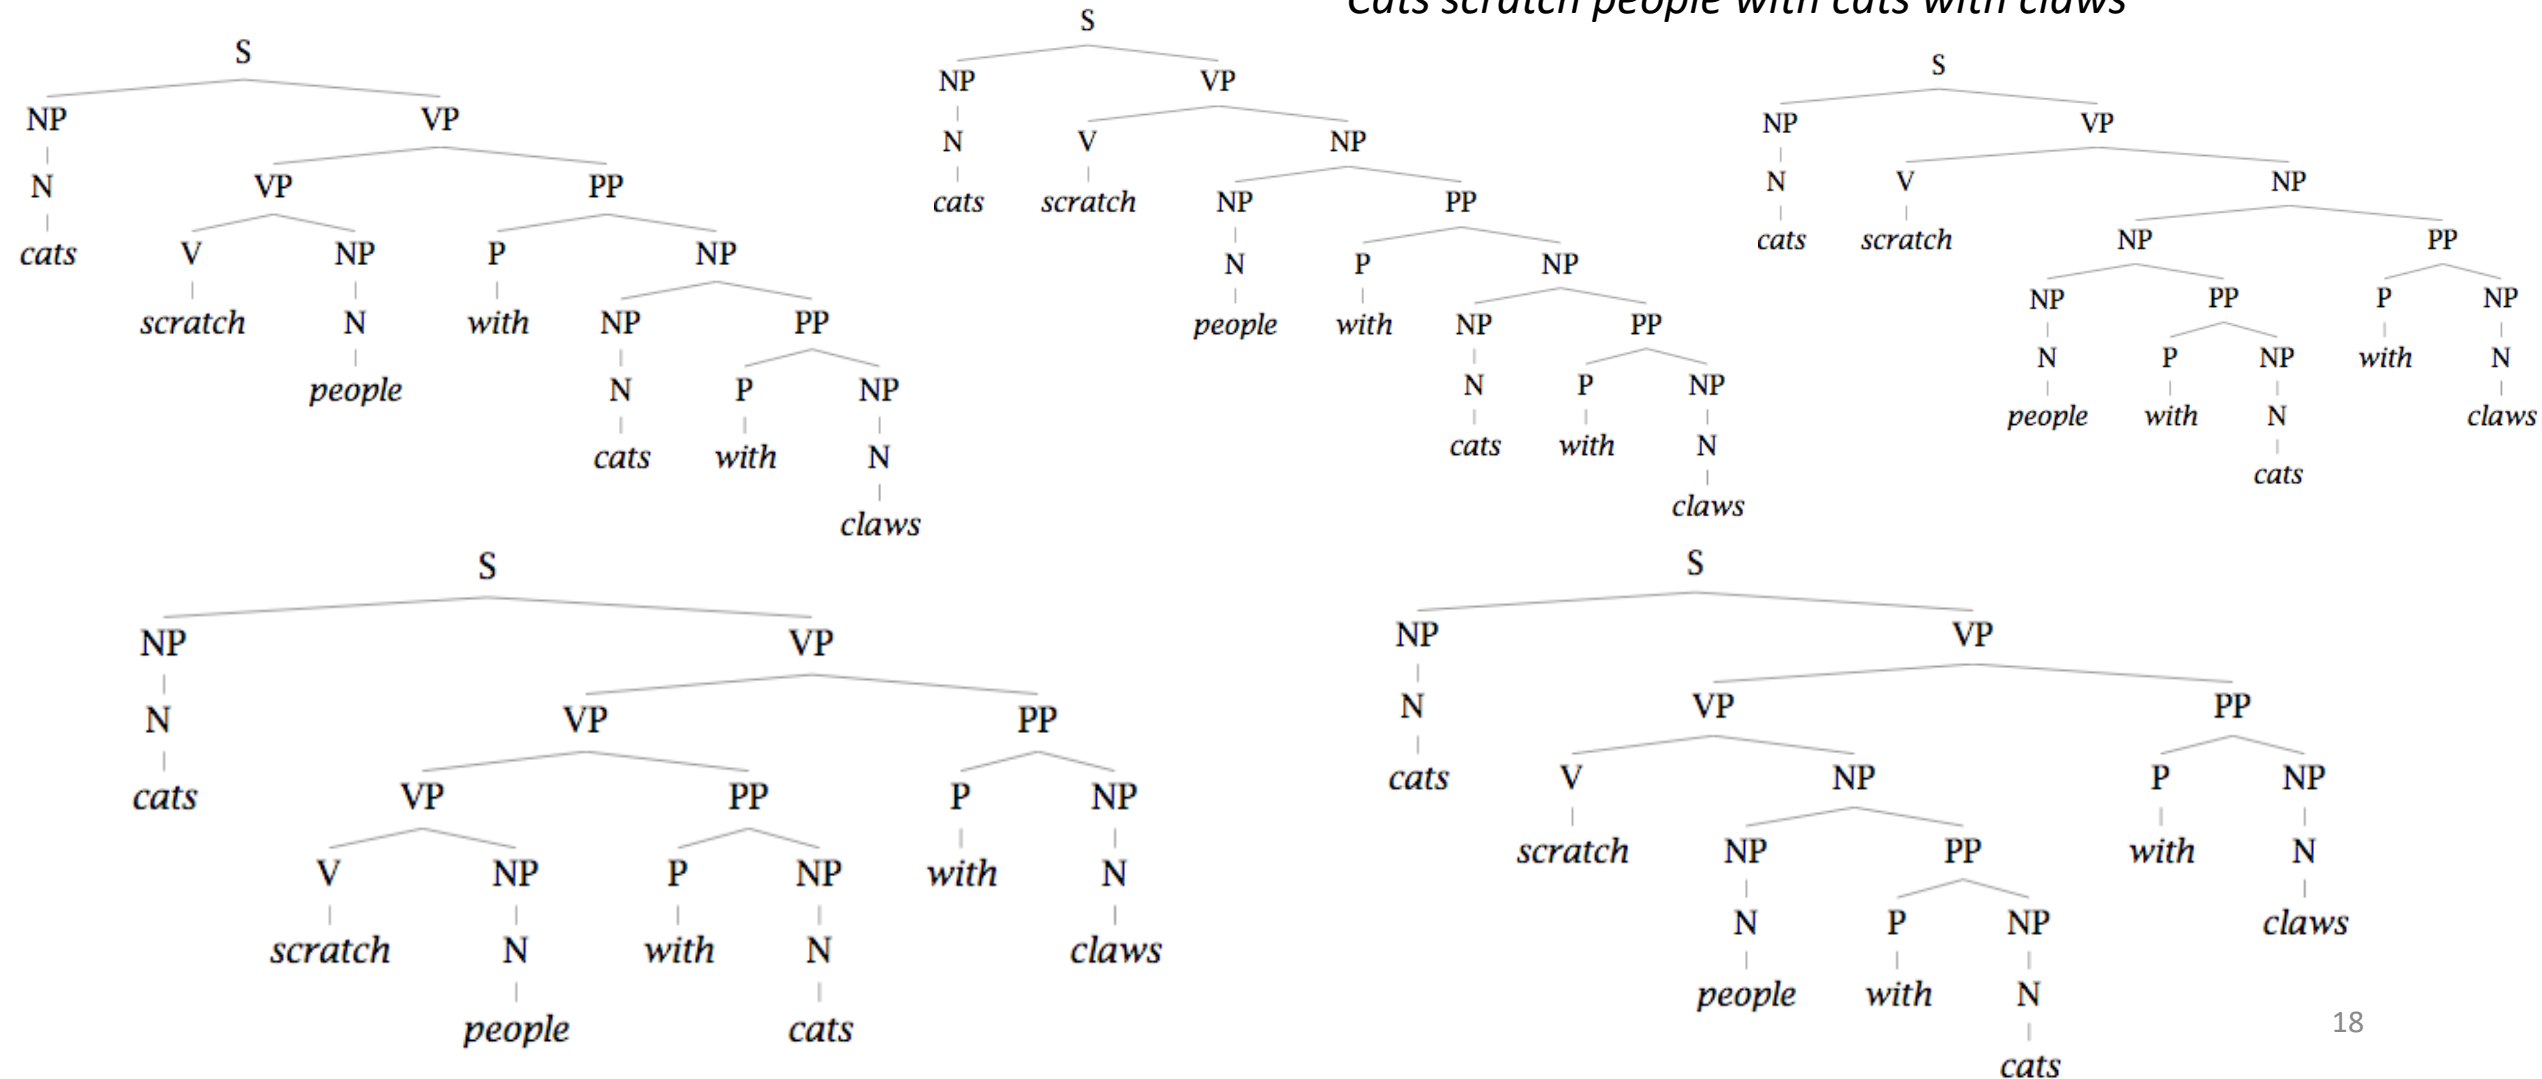 Cats scratch people with cats with claws
S
NP VP
N VP PP
cats V NP P NP
scratch N with NP PP
people N P NP
cats with N
claws
S
NP VP
N V NP
cats scratch NP PP
N P NP
people with NP PP
N P NP
cats with N
claws
S
NP VP
N V NP
cats scratch NP PP
NP PP P NP
N P NP with N
people with N claws
cats
S
NP VP
N VP PP
cats VP PP P NP
V NP P NP with N
scratch N with N claws
people cats
S
NP VP
N VP PP
cats V NP P NP
scratch NP PP with N
N P NP claws
people with N
cats
18